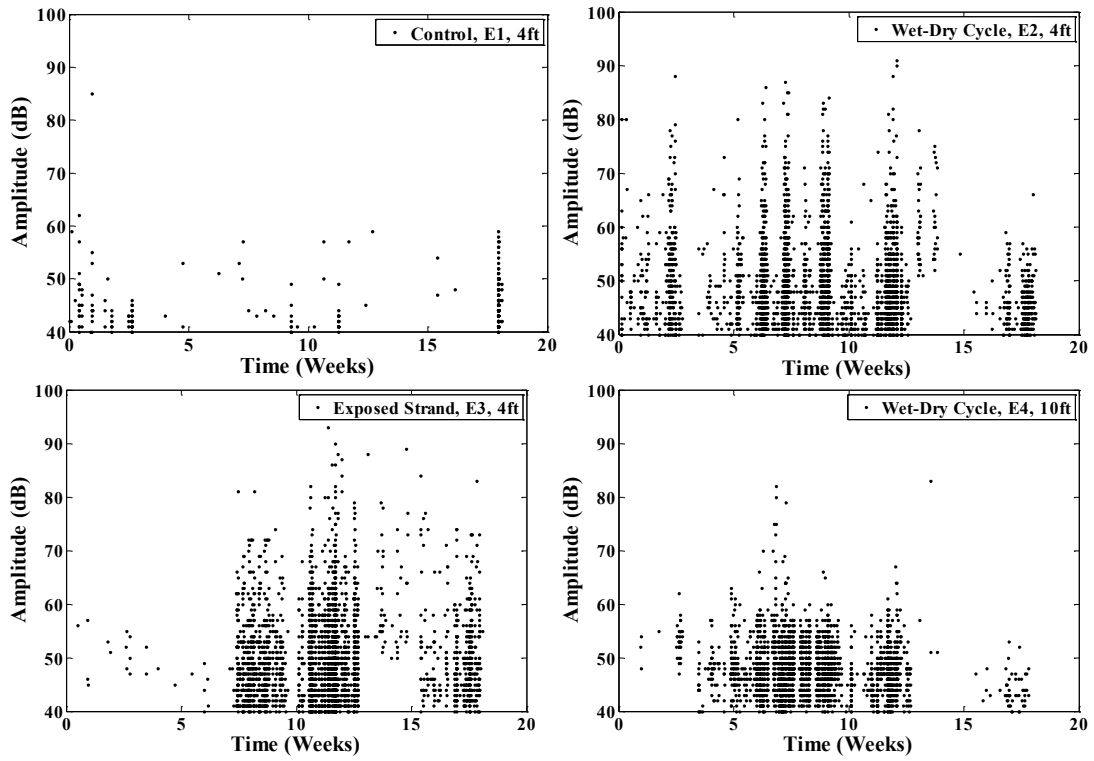 100
90
80
70
60
50
40
Amplitude (dB)
Control, E1, 4ft
0 5 10 15 20
Time (Weeks)
100
90
80
70
60
50
40
Amplitude (dB)
Wet-Dry Cycle, E2, 4ft
0 5 10 15 20
Time (Weeks)
100
90
80
70
60
50
40
Amplitude (dB)
Exposed Strand, E3, 4ft
0 5 10 15 20
Time (Weeks)
100
90
80
70
60
50
40
Amplitude (dB)
Wet-Dry Cycle, E4, 10ft
0 5 10 15 20
Time (Weeks)